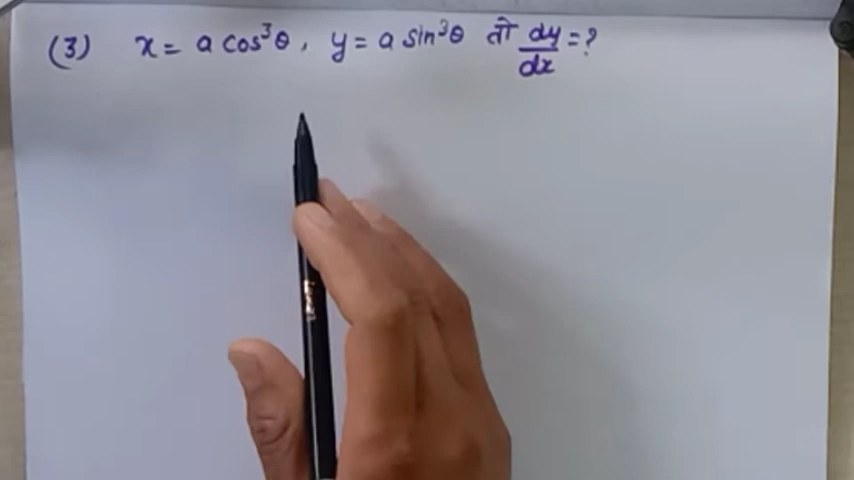 (3) x = a cos³θ, y = a sin³θ तो dy/dx = ?